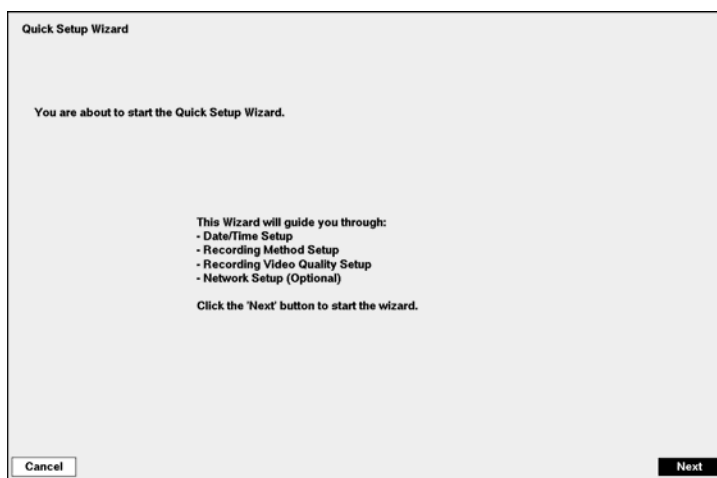 Quick Setup Wizard
You are about to start the Quick Setup Wizard.
This Wizard will guide you through:
- Date/Time Setup
- Recording Method Setup
- Recording Video Quality Setup
- Network Setup (Optional)
Click the 'Next' button to start the wizard.
Cancel
Next